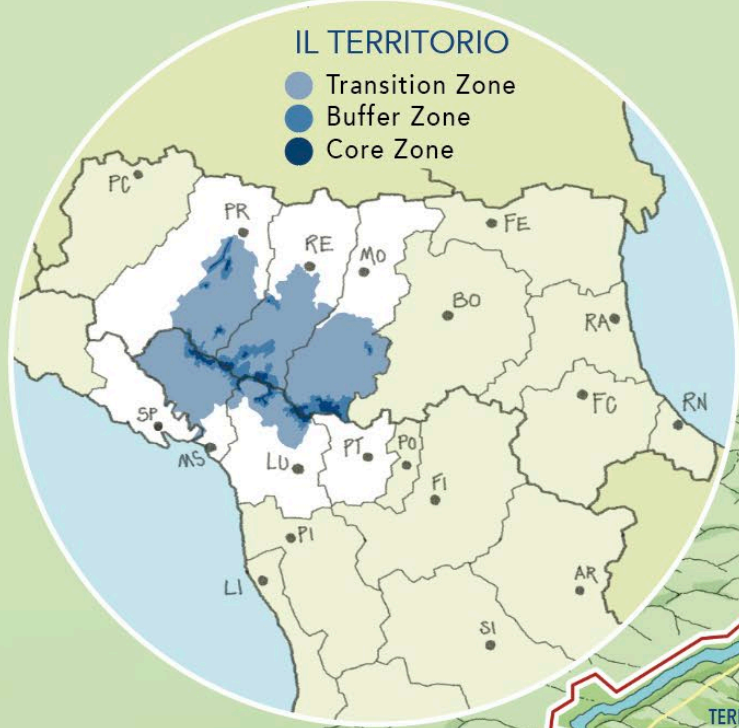 IL TERRITORIO
Transition Zone
Buffer Zone
Core Zone
PC
PR
RE
MO
FE
BO
RA
FC
RN
SP
MS
LU
PT
PO
FI
PI
LI
AR
SI
TER